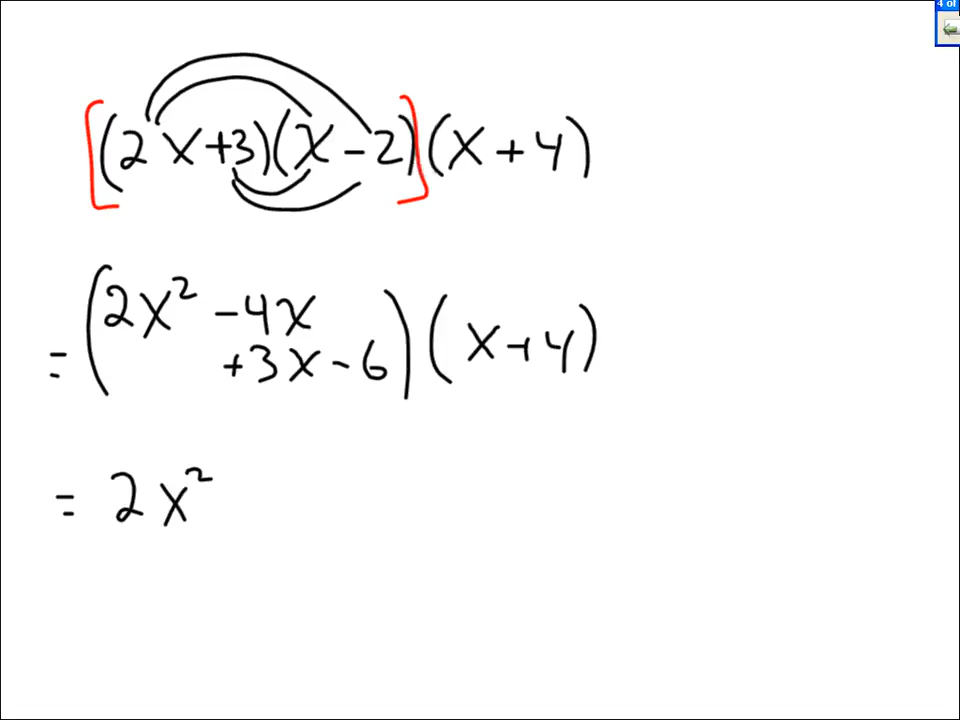 4 of
[(2x+3)(x-2)](x+4)
= (2x² -4x
+3x-6)(x+4)
= 2x²